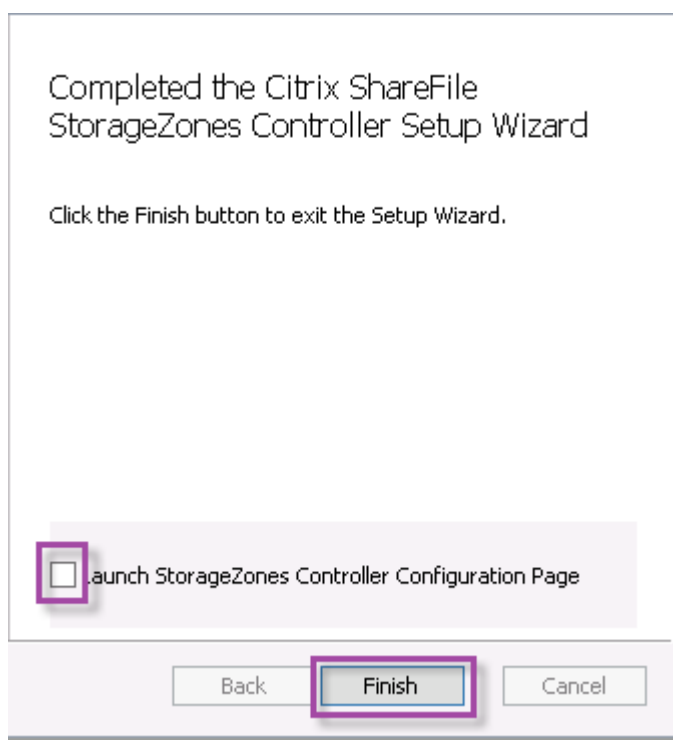 Completed the Citrix ShareFile
StorageZones Controller Setup Wizard
Click the Finish button to exit the Setup Wizard.
Launch StorageZones Controller Configuration Page
Back Finish Cancel